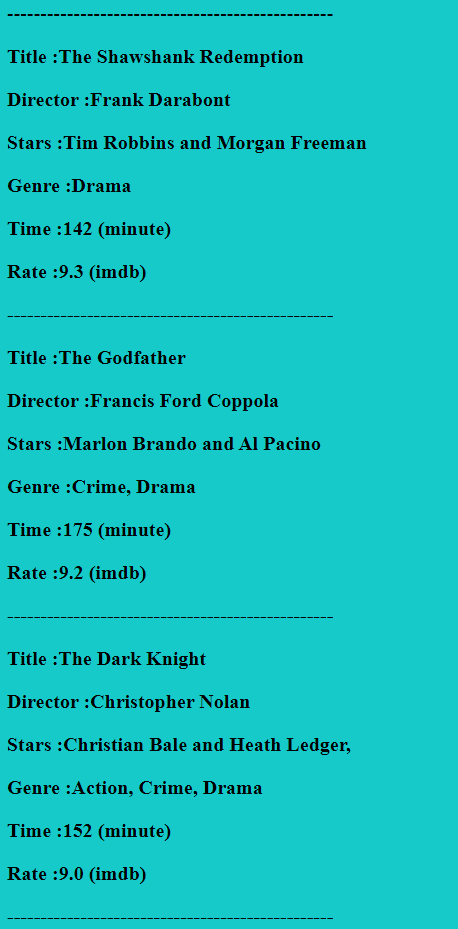 -------------------------------------------------
Title :The Shawshank Redemption
Director :Frank Darabont
Stars :Tim Robbins and Morgan Freeman
Genre :Drama
Time :142 (minute)
Rate :9.3 (imdb)
-------------------------------------------------
Title :The Godfather
Director :Francis Ford Coppola
Stars :Marlon Brando and Al Pacino
Genre :Crime, Drama
Time :175 (minute)
Rate :9.2 (imdb)
-------------------------------------------------
Title :The Dark Knight
Director :Christopher Nolan
Stars :Christian Bale and Heath Ledger,
Genre :Action, Crime, Drama
Time :152 (minute)
Rate :9.0 (imdb)
-------------------------------------------------